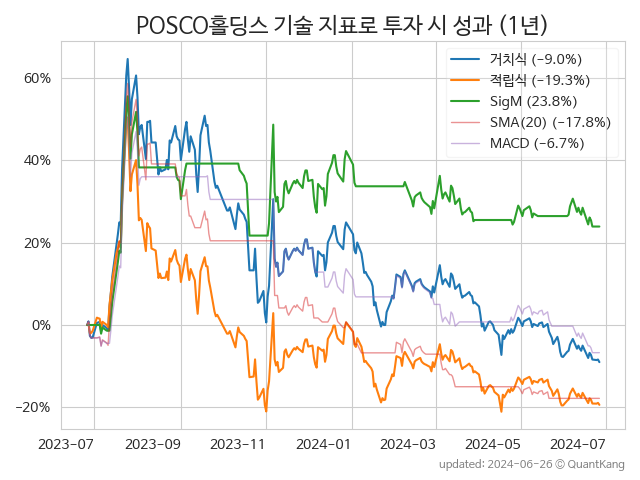 POSCO홀딩스 기술 지표로 투자 시 성과 (1년)
거치식 (−9.0%)
적립식 (−19.3%)
SigM (23.8%)
SMA(20) (−17.8%)
MACD (−6.7%)
60%
40%
20%
0%
−20%
2023-07 2023-09 2023-11 2024-01 2024-03 2024-05 2024-07
updated: 2024-06-26 © QuantKang